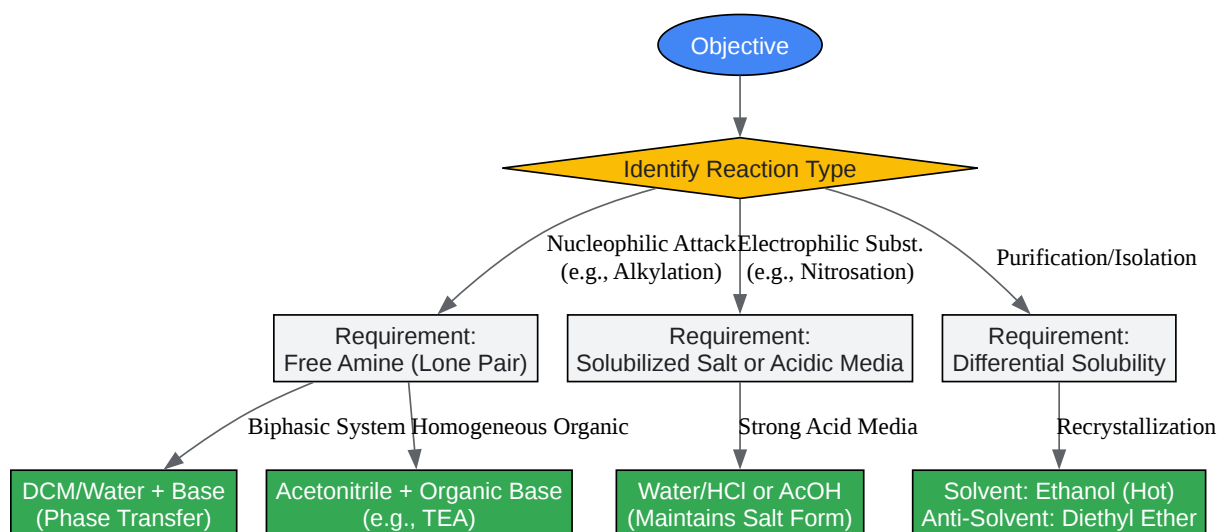 Objective
Identify Reaction Type
Nucleophilic Attack
(e.g., Alkylation)
Electrophilic Subst.
(e.g., Nitrosation)
Purification/Isolation
Requirement:
Free Amine (Lone Pair)
Requirement:
Solubilized Salt or Acidic Media
Requirement:
Differential Solubility
Biphasic System
Homogeneous Organic
Strong Acid Media
Recrystallization
DCM/Water + Base
(Phase Transfer)
Acetonitrile + Organic Base
(e.g., TEA)
Water/HCl or AcOH
(Maintains Salt Form)
Solvent: Ethanol (Hot)
Anti-Solvent: Diethyl Ether